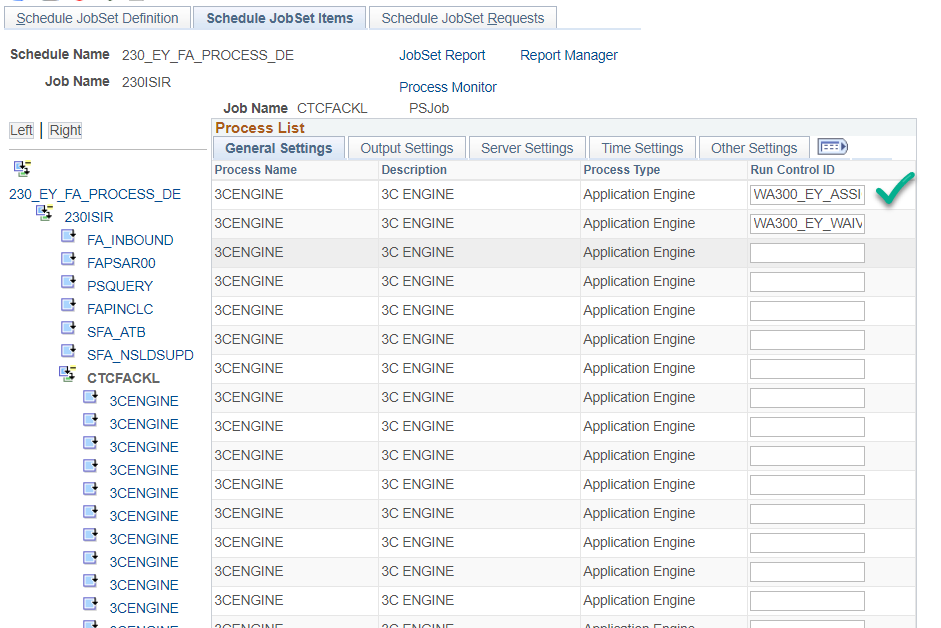 Schedule JobSet Definition Schedule JobSet Items Schedule JobSet Requests
Schedule Name 230_EY_FA_PROCESS_DE JobSet Report Report Manager
Job Name 230ISIR Process Monitor
Job Name CTCFACKL PSJob
Left | Right
Process List
General Settings Output Settings Server Settings Time Settings Other Settings
Process Name Description Process Type Run Control ID
3CENGINE 3C ENGINE Application Engine WA300_EY_ASSI
3CENGINE 3C ENGINE Application Engine WA300_EY_WAIV
3CENGINE 3C ENGINE Application Engine
3CENGINE 3C ENGINE Application Engine
3CENGINE 3C ENGINE Application Engine
3CENGINE 3C ENGINE Application Engine
3CENGINE 3C ENGINE Application Engine
3CENGINE 3C ENGINE Application Engine
3CENGINE 3C ENGINE Application Engine
3CENGINE 3C ENGINE Application Engine
3CENGINE 3C ENGINE Application Engine
3CENGINE 3C ENGINE Application Engine
3CENGINE 3C ENGINE Application Engine
3CENGINE 3C ENGINE Application Engine
3CENGINE 3C ENGINE Application Engine
3CENGINE 3C ENGINE Application Engine
230_EY_FA_PROCESS_DE
230ISIR
FA_INBOUND
FAPSAR00
PSQUERY
FAPINCLC
SFA_ATB
SFA_NSLDSUPD
CTCFACKL
3CENGINE
3CENGINE
3CENGINE
3CENGINE
3CENGINE
3CENGINE
3CENGINE
3CENGINE
3CENGINE
3CENGINE
3CENGINE